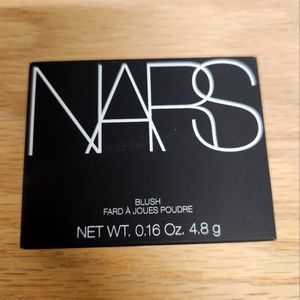 NARS
BLUSH
FARD À JOUES POUDRE
NET WT. 0.16 Oz. 4.8 g